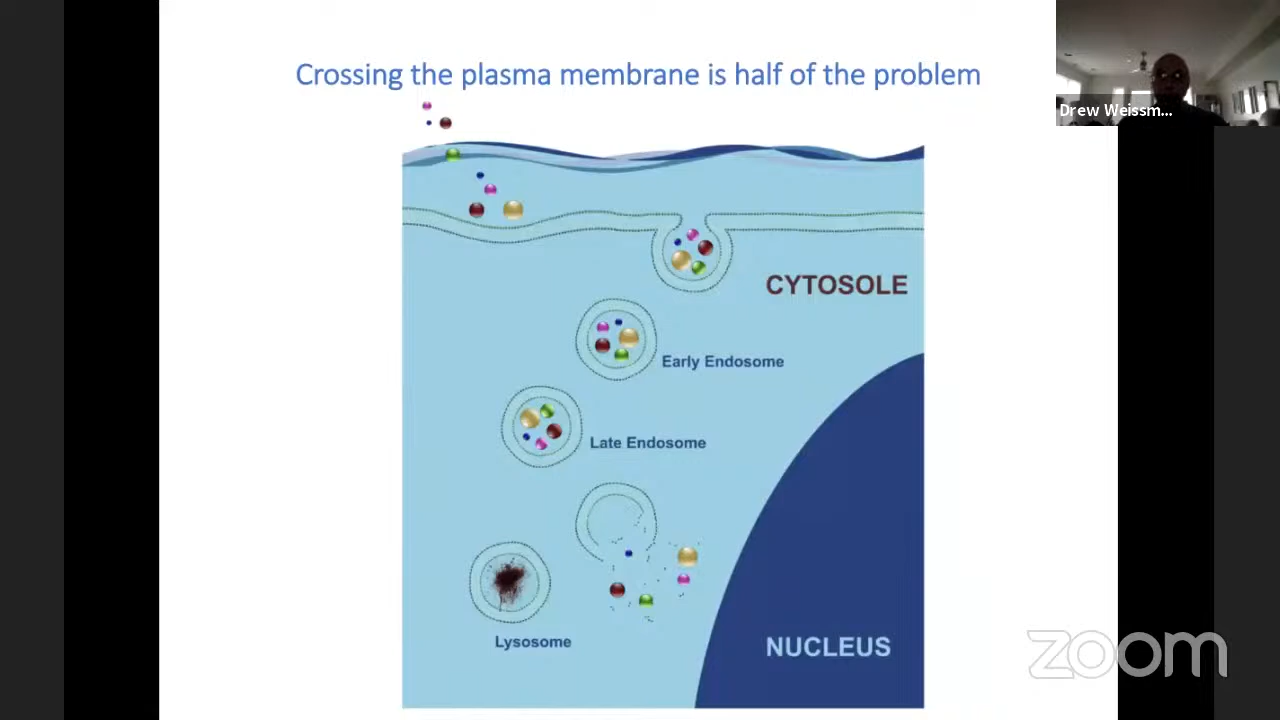 Crossing the plasma membrane is half of the problem
Drew Weissm...
CYTOSOLE
Early Endosome
Late Endosome
Lysosome
NUCLEUS
zoom